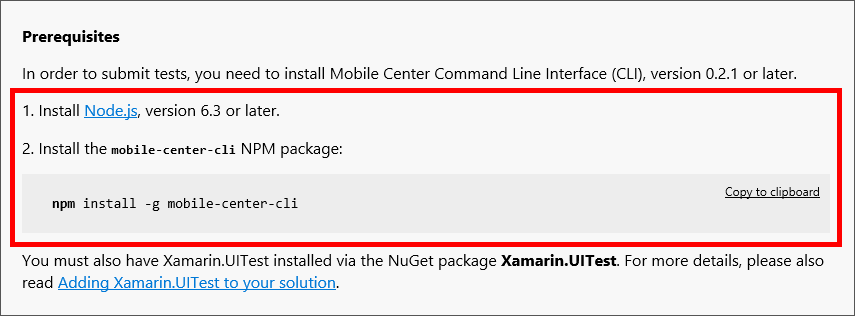 Prerequisites
In order to submit tests, you need to install Mobile Center Command Line Interface (CLI), version 0.2.1 or later.
1. Install Node.js, version 6.3 or later.
2. Install the mobile-center-cli NPM package:
Copy to clipboard
npm install -g mobile-center-cli
You must also have Xamarin.UITest installed via the NuGet package Xamarin.UITest. For more details, please also
read Adding Xamarin.UITest to your solution.